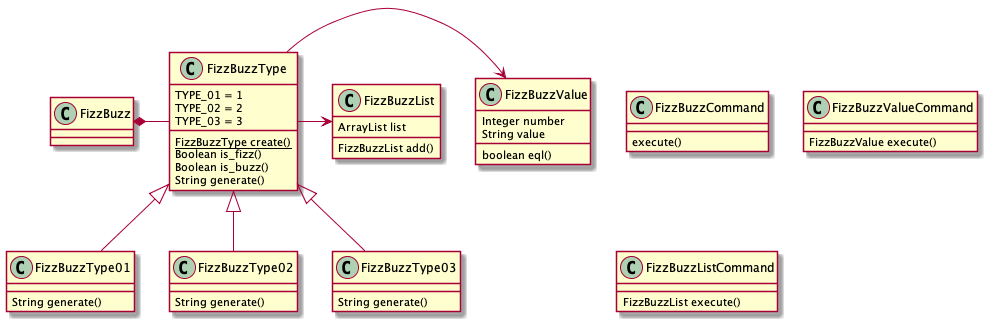 C FizzBuzz
C FizzBuzzType
TYPE_01 = 1
TYPE_02 = 2
TYPE_03 = 3
FizzBuzzType create()
Boolean is_fizz()
Boolean is_buzz()
String generate()
C FizzBuzzList
ArrayList list
FizzBuzzList add()
C FizzBuzzValue
Integer number
String value
boolean eql()
C FizzBuzzCommand
execute()
C FizzBuzzValueCommand
FizzBuzzValue execute()
C FizzBuzzType01
String generate()
C FizzBuzzType02
String generate()
C FizzBuzzType03
String generate()
C FizzBuzzListCommand
FizzBuzzList execute()